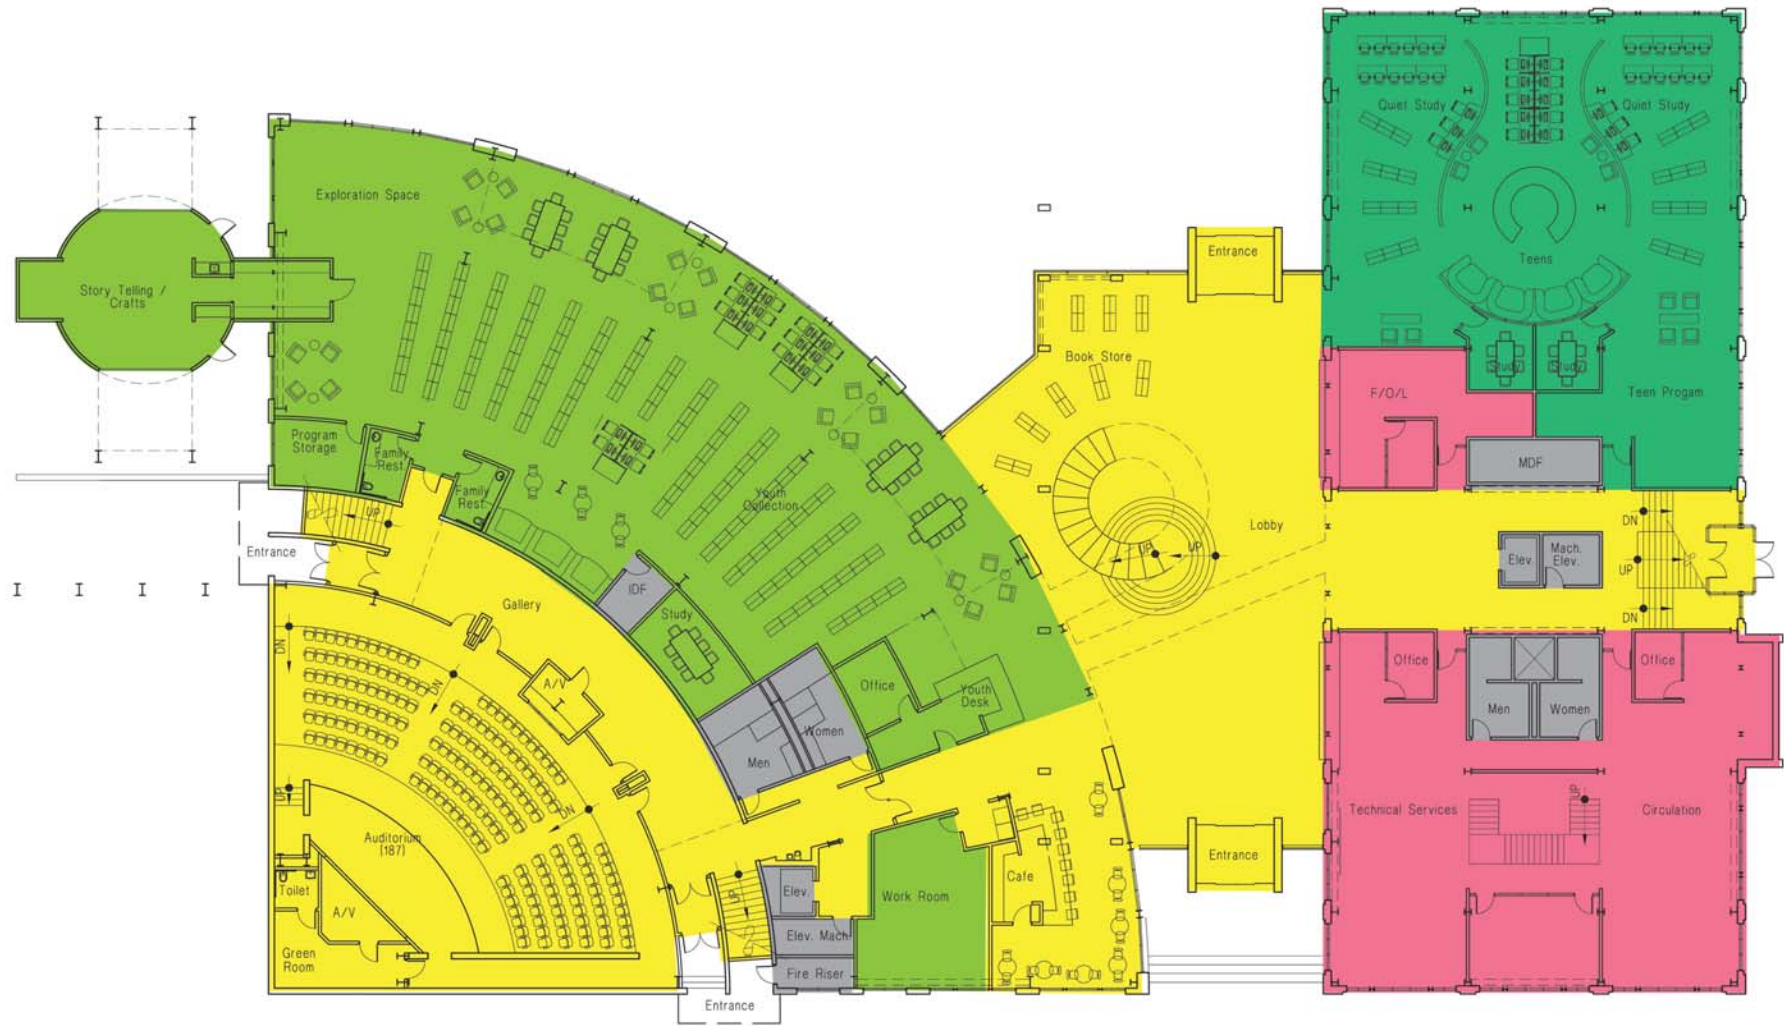 Quiet Study
Quiet Study
Exploration Space
Entrance
Teens
Story Telling /
Crafts
Book Store
Study
Study
F/O/L
Teen Progam
Program
Storage
Family
Rest.
MDF
Family
Rest.
Youth
Collection
UP
DN
Lobby
Entrance
UP
UP
Elev.
Mach.
Elev.
UP
IDF
Gallery
Study
DN
DN
Office
Office
A/V
DN
Office
Youth
Desk
Women
Men
Women
Men
UP
DN
UP
Technical Services
Circulation
Auditorium
(187)
Entrance
Cafe
Toilet
Elev.
UP
Work Room
A/V
Elev. Mach.
Green
Room
Fire Riser
Entrance